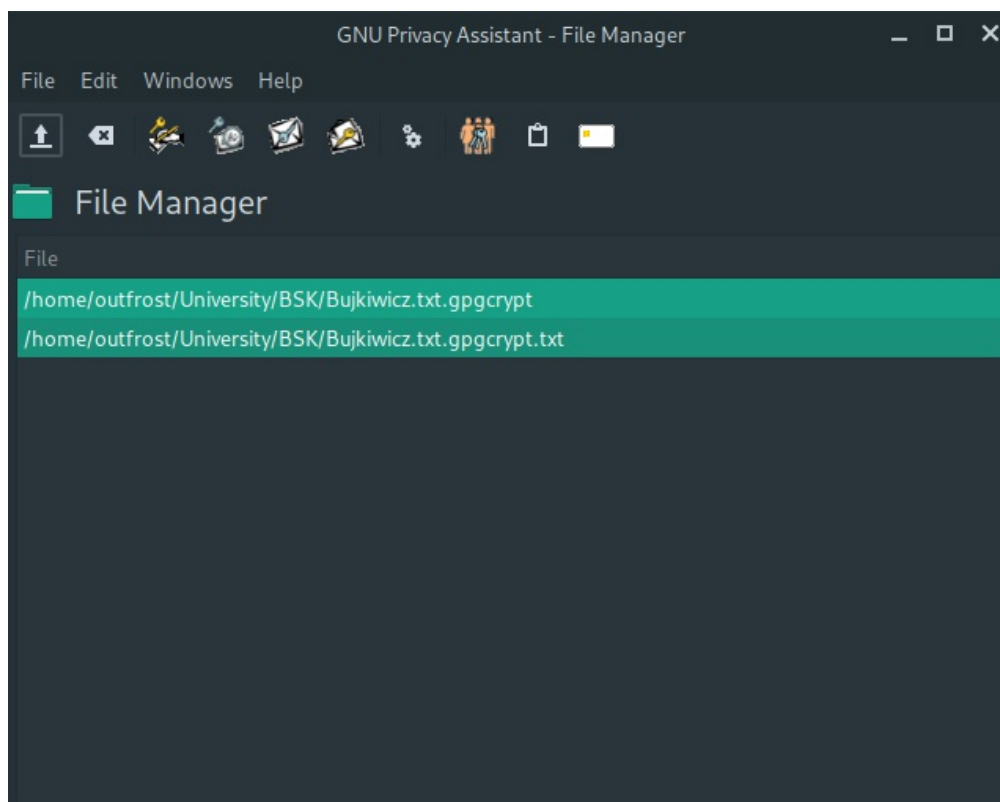 GNU Privacy Assistant - File Manager
File Edit Windows Help
File Manager
File
/home/outfrost/University/BSK/Bujkiwicz.txt.gpgcrypt
/home/outfrost/University/BSK/Bujkiwicz.txt.gpgcrypt.txt